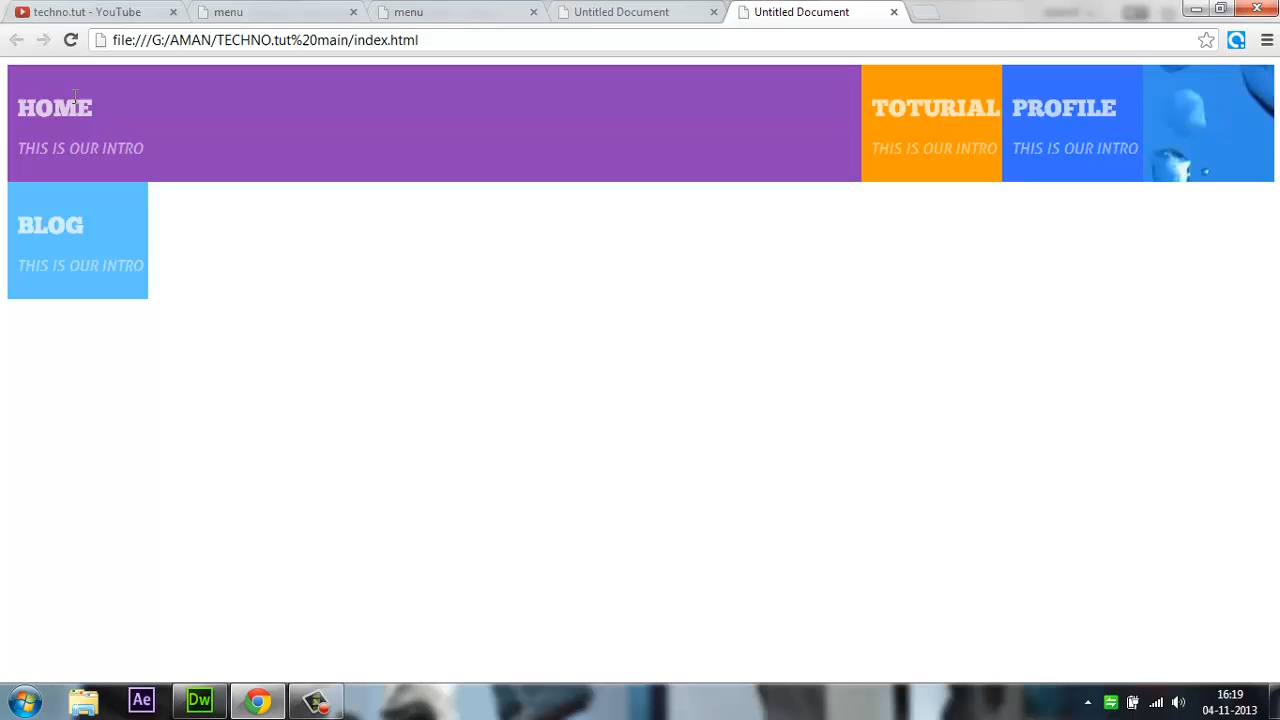 techno.tut - YouTube
menu
menu
Untitled Document
Untitled Document
file:///G:/AMAN/TECHNO.tut%20main/index.html
HOME
THIS IS OUR INTRO
TOTURIAL
THIS IS OUR INTRO
PROFILE
THIS IS OUR INTRO
BLOG
THIS IS OUR INTRO
Ae
Dw
16:19
04-11-2013